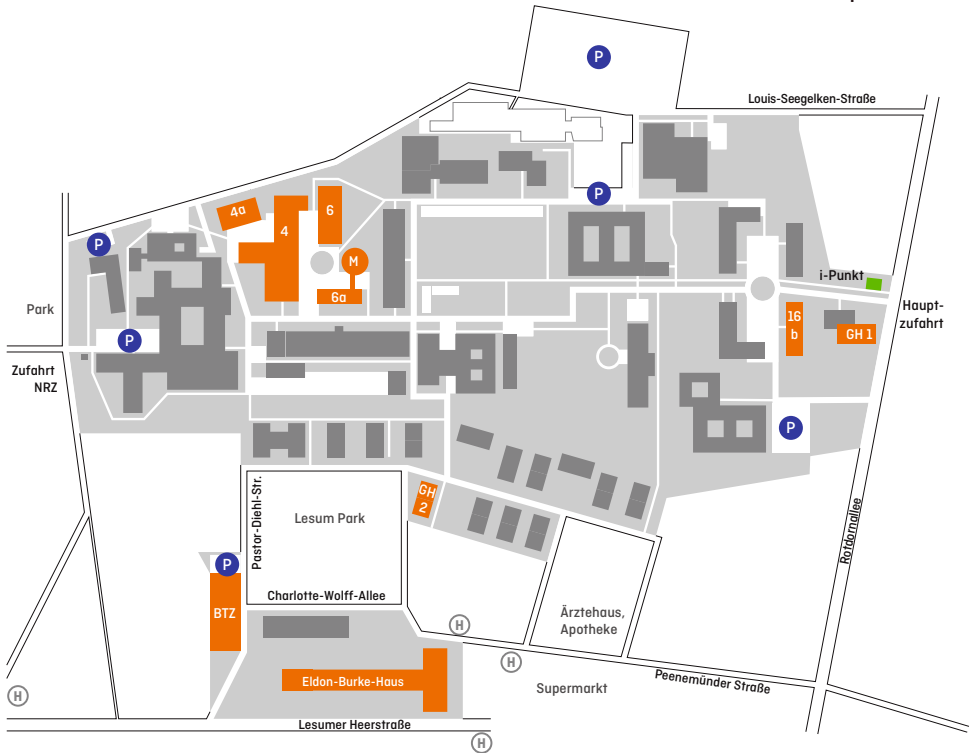 P
Louis-Seegelken-Straße
P
4a
6
4
P
M
i-Punkt
6a
Park
Haupt-
zufahrt
16
b
GH 1
P
Zufahrt
NRZ
P
GH
2
Pastor-Diehl-Str.
Lesum Park
Rotdornallee
P
Charlotte-Wolff-Allee
BTZ
Ärztehaus,
Apotheke
H
H
Eldon-Burke-Haus
Peenemünder Straße
Supermarkt
H
Lesumer Heerstraße
H